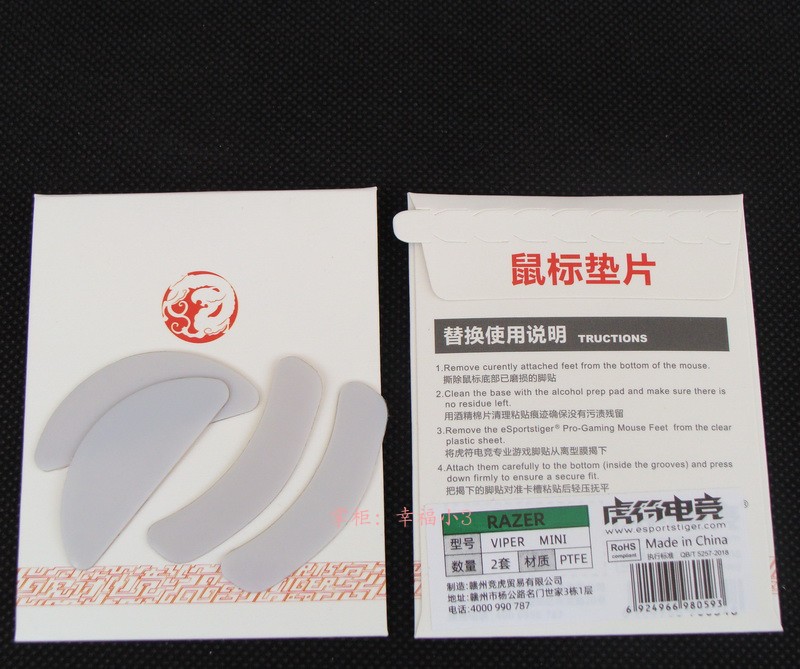 鼠标垫片
替换使用说明 TRUCTIONS
1.Remove curently attached feet from the bottom of the mouse.
撕除鼠标底部已磨损的脚贴
2.Clean the base with the alcohol prep pad and make sure there is
no residue left.
用酒精棉片清理粘贴痕迹确保没有污渍残留
3.Remove the eSportstiger® Pro-Gaming Mouse Feet from the clear
plastic sheet.
将虎符电竞专业游戏脚贴从离型膜揭下
4.Attach them carefully to the bottom (inside the grooves) and press
down firmly to ensure a secure fit.
把揭下的脚贴对准卡槽粘贴后轻压抚平
掌柜：幸福小3
RAZER
型号 VIPER MINI
数量 2套 材质 PTFE
制造:赣州竞虎贸易有限公司
地址:赣州市杨公路名门世家3栋1层
电话:4000 990 787
虎符电竞
www.esportstiger.com
RoHS
compliant
Made in China
执行标准 QB/T 5257-2018
6 924966 980593